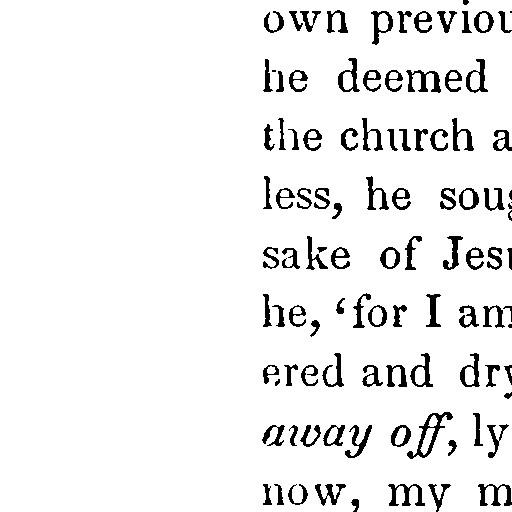 own previou
he deemed
the church a
less, he soug
sake of Jesu
he, ‘for I am
ered and dry
away off, ly
now, my m